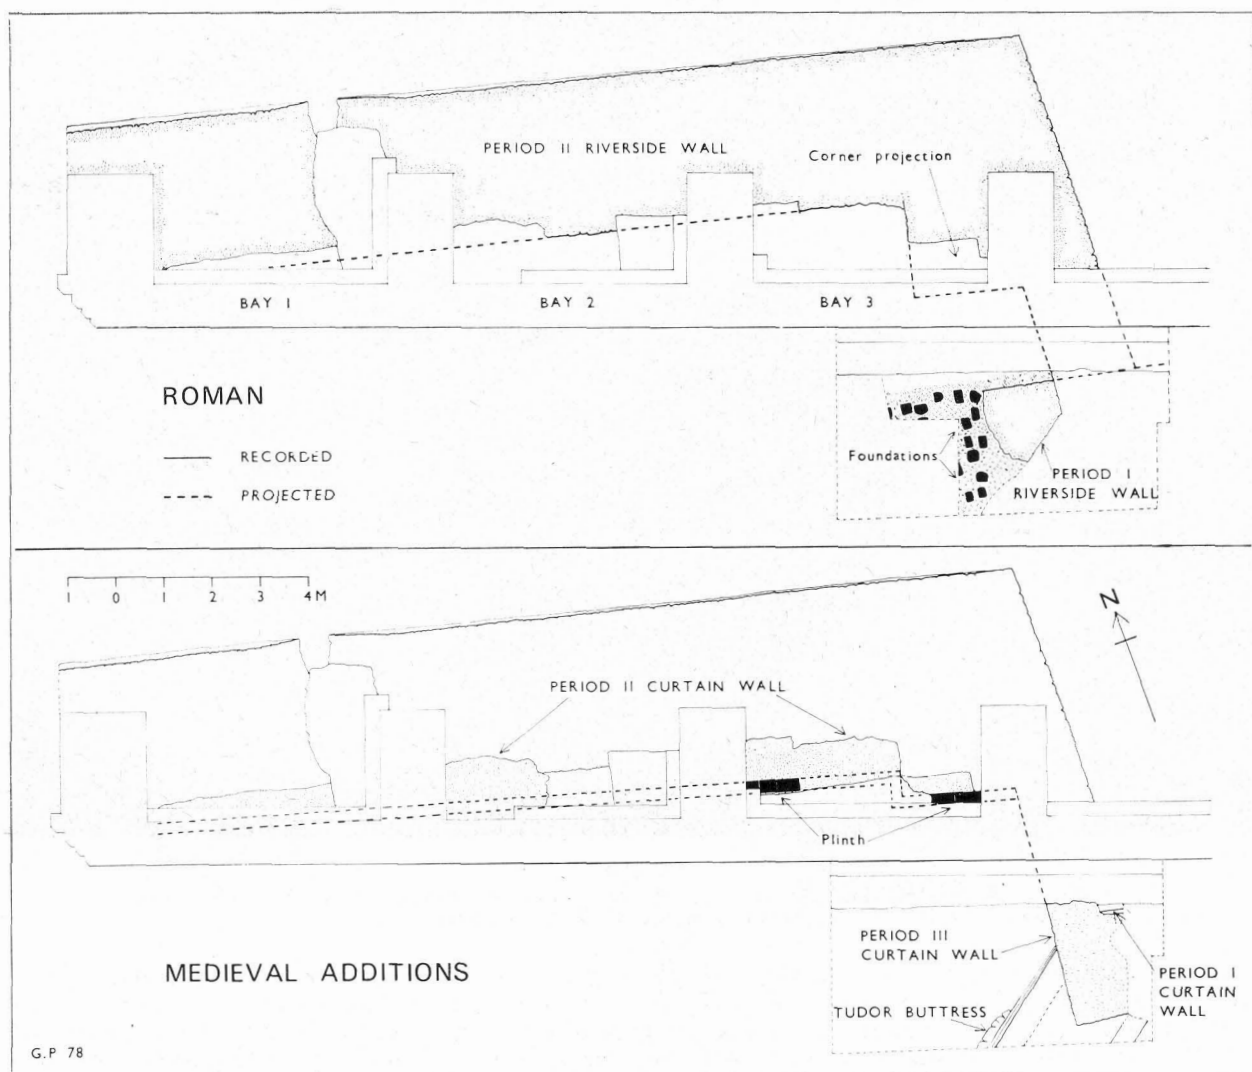 PERIOD II RIVERSIDE WALL
Corner projection
BAY 1
BAY 2
BAY 3
ROMAN
RECORDED
PROJECTED
Foundations
PERIOD I
RIVERSIDE WALL
1 0 1 2 3 4M
N
PERIOD II CURTAIN WALL
Plinth
MEDIEVAL ADDITIONS
PERIOD III
CURTAIN WALL
PERIOD I
CURTAIN
WALL
TUDOR BUTTRESS
G.P 78